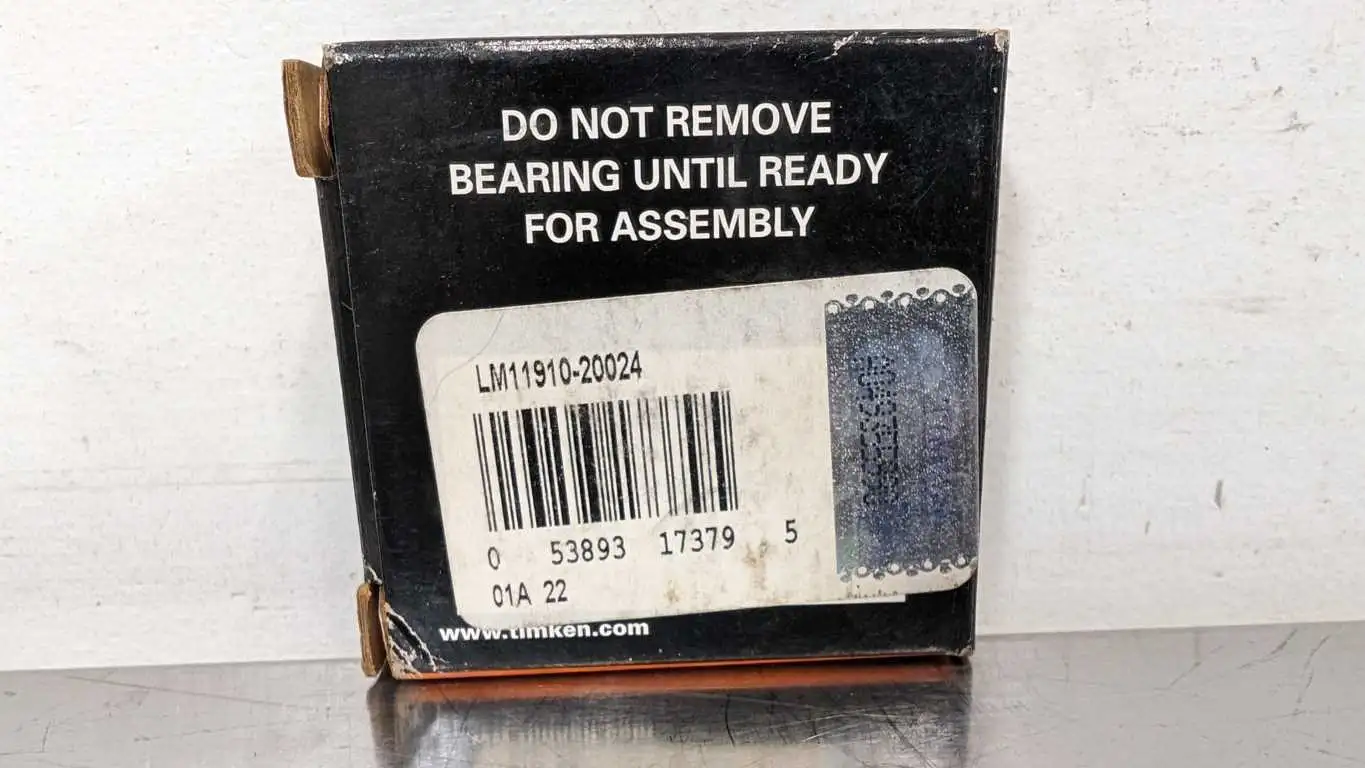 DO NOT REMOVE
BEARING UNTIL READY
FOR ASSEMBLY
LM11910-20024
0 53893 17379 5
01A 22
www.timken.com